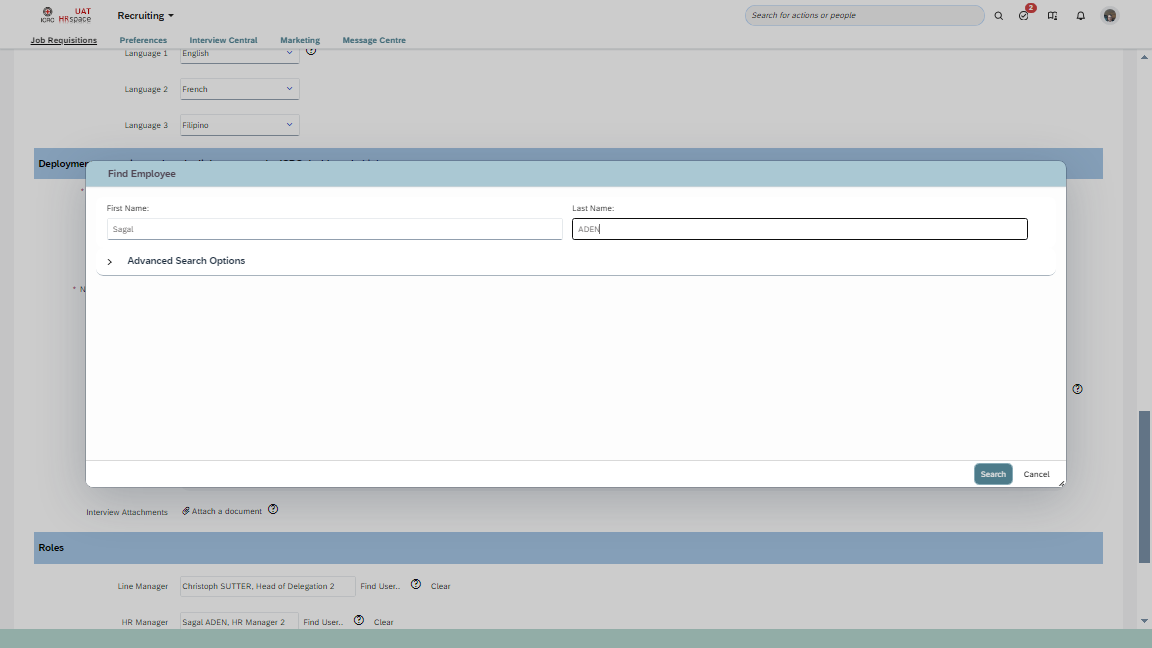 UAT
ICRC HRspace
Recruiting
Search for actions or people
2
Job Requisitions
Preferences
Interview Central
Marketing
Message Centre
Language 1
English
Language 2
French
Language 3
Filipino
Find Employee
First Name:
Last Name:
Sagal
ADEN
Advanced Search Options
* N
Search
Cancel
Interview Attachments
Attach a document
Roles
Line Manager
Christoph SUTTER, Head of Delegation 2
Find User..
Clear
HR Manager
Sagal ADEN, HR Manager 2
Find User..
Clear